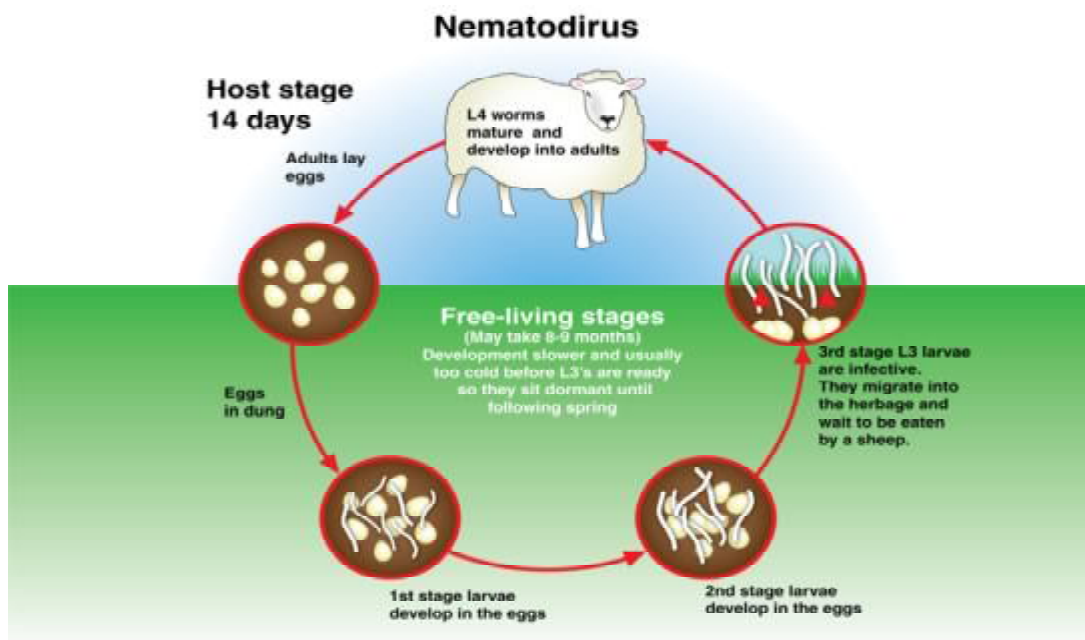 Nematodirus
Host stage
14 days
L4 worms
mature and
develop into adults
Adults lay
eggs
Free-living stages
(May take 8-9 months)
Development slower and usually
too cold before L3's are ready
so they sit dormant until
following spring
3rd stage L3 larvae
are infective.
They migrate into
the herbage and
wait to be eaten
by a sheep.
Eggs
in dung
1st stage larvae
develop in the eggs
2nd stage larvae
develop in the eggs